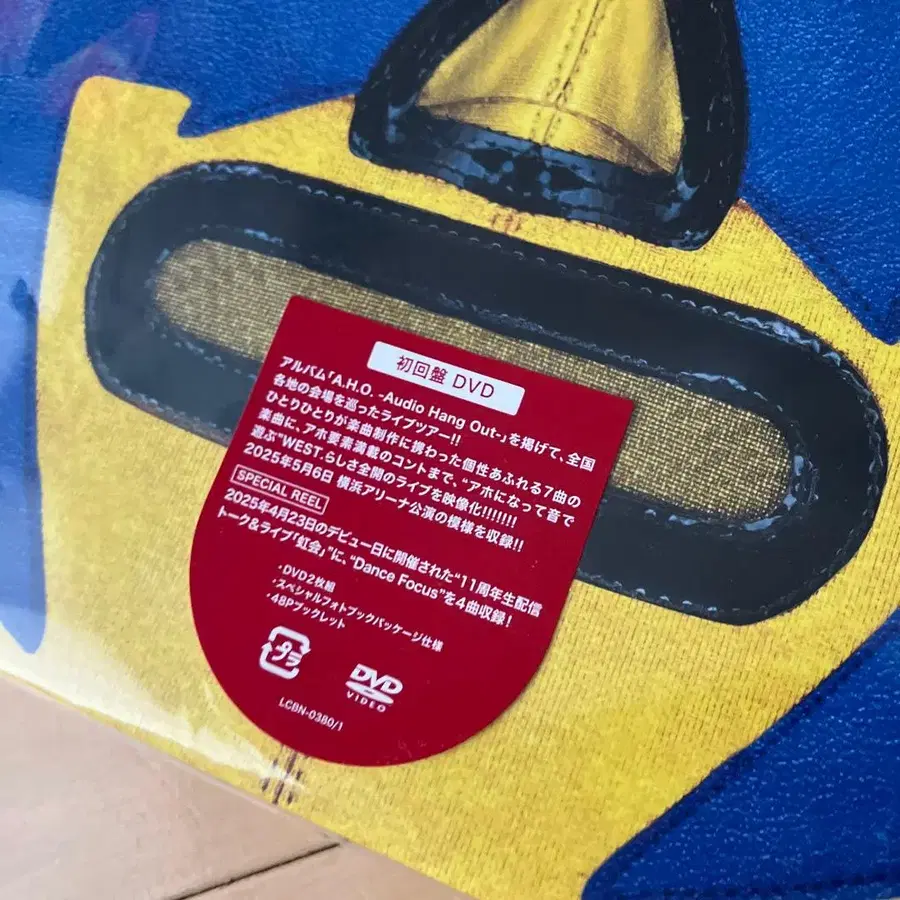 初回盤 DVD
アルバム「A.H.O. -Audio Hang Out-」を掲げて、全国
各地の会場を巡ったライブツアー!!
ひとりひとりが楽曲制作に携わった個性あふれる7曲の
楽曲に、アホ要素満載のコントまで、“アホになって音で
遊ぶ"WEST.らしさ全開のライブを映像化!!!!!!!
2025年5月6日 横浜アリーナ公演の模様を収録!!
SPECIAL REEL
2025年4月23日のデビュー日に開催された“11周年生配信
トーク&ライブ「虹会」に、“Dance Focus”を4曲収録!
・DVD2枚組
・スペシャルフォトブックパッケージ仕様
・48Pブックレット
プラ
DVD
VIDEO
LCBN-0380/1